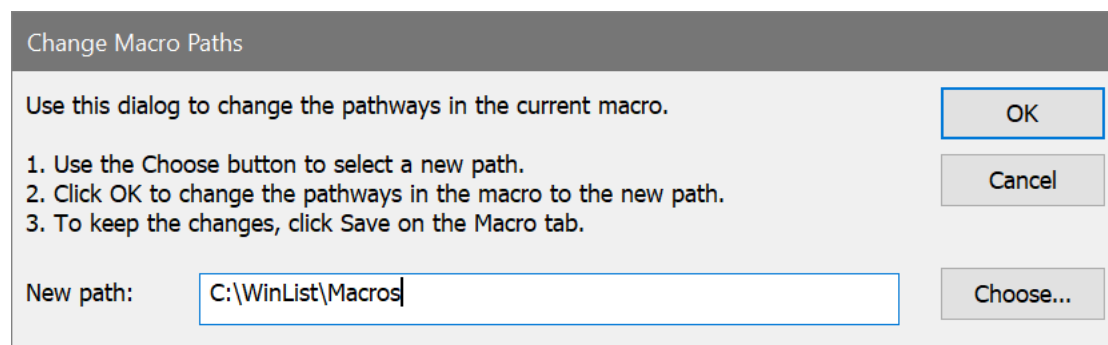 Change Macro Paths
Use this dialog to change the pathways in the current macro.
OK
1. Use the Choose button to select a new path.
2. Click OK to change the pathways in the macro to the new path.
3. To keep the changes, click Save on the Macro tab.
Cancel
New path:
C:\WinList\Macros
Choose...